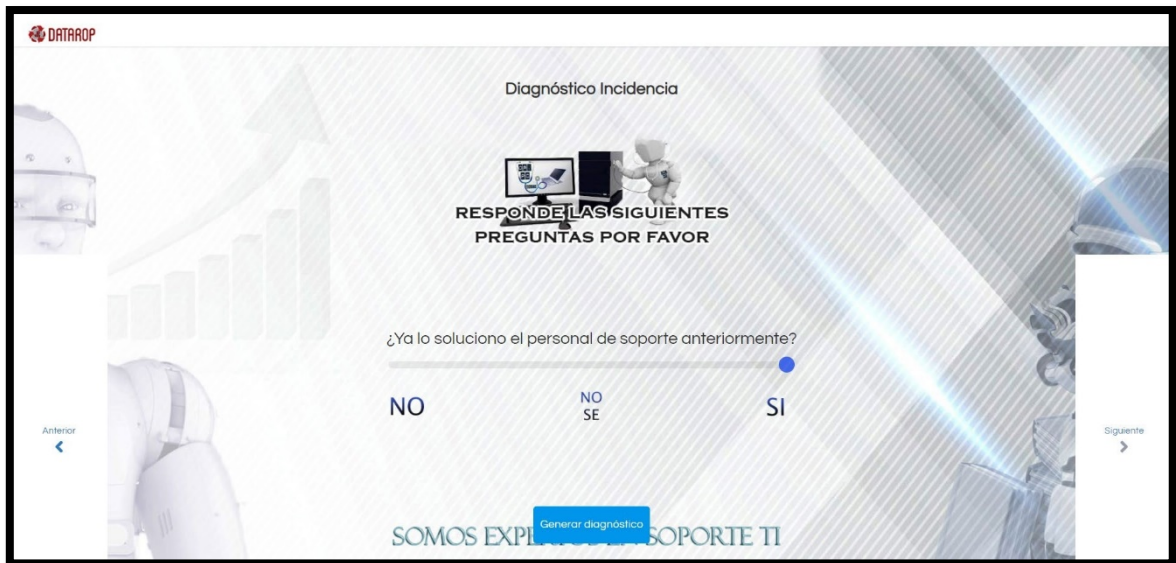 DATAROP
Diagnóstico Incidencia
RESPONDE LAS SIGUIENTES
PREGUNTAS POR FAVOR
¿Ya lo soluciono el personal de soporte anteriormente?
NO
NO
SE
SI
Anterior
Siguiente
Generar diagnóstico
SOMOS SOPORTE TI